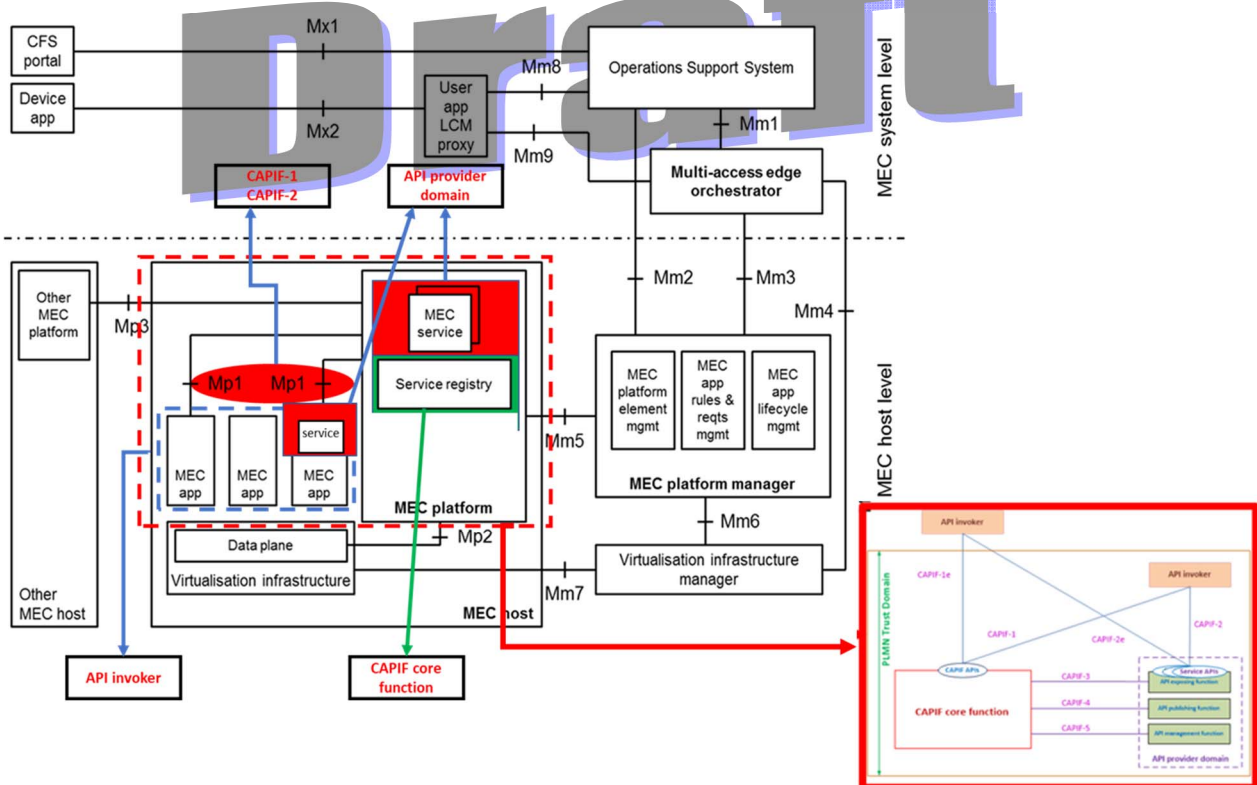 Draft
CFS
portal
Mx1
Operations Support System
Mm8
Device
app
Mx2
User
app
LCM
proxy
Mm9
Mm1
MEC system level
CAPIF-1
CAPIF-2
API provider
domain
Multi-access edge
orchestrator
Other
MEC
platform
Mp3
MEC
service
Service registry
Mp1
Mp1
service
MEC
app
MEC
app
MEC
app
MEC platform
Mm2
Mm3
Mm4
MEC
platform
element
mgmt
MEC
app
rules &
reqts
mgmt
MEC
app
lifecycle
mgmt
Mm5
MEC platform manager
MEC host level
Mp2
Mm6
Data plane
Virtualisation infrastructure
Mm7
Virtualisation infrastructure
manager
Other
MEC host
MEC host
API invoker
CAPIF core
function
API invoker
CAPIF-1e
API invoker
PLMN Trust Domain
CAPIF-1
CAPIF-2e
CAPIF-2
CAPIF APIs
Service APIs
CAPIF core function
CAPIF-3
API exposing function
CAPIF-4
API publishing function
CAPIF-5
API management function
API provider domain